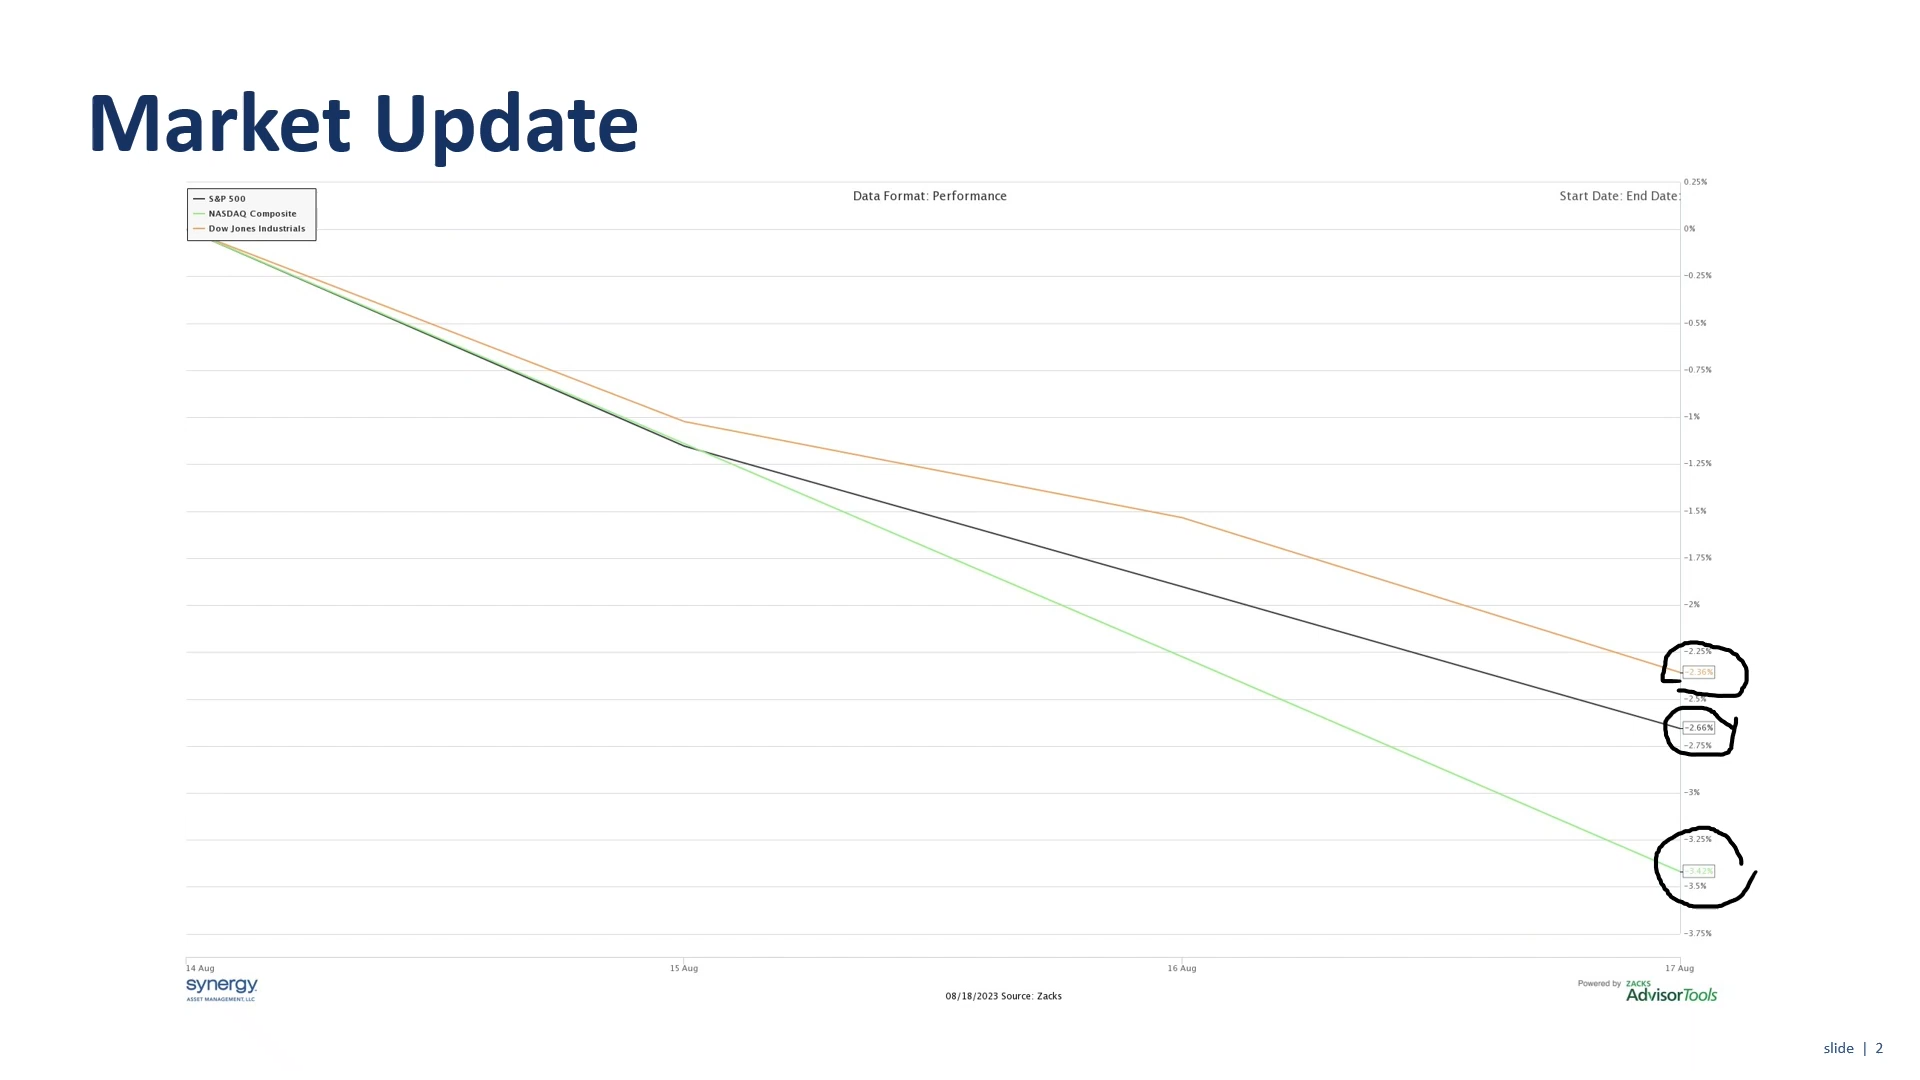 Market Update
S&P 500
NASDAQ Composite
Dow Jones Industrials
Data Format: Performance
Start Date: End Date:
0.25%
0%
-0.25%
-0.5%
-0.75%
-1%
-1.25%
-1.5%
-1.75%
-2%
-2.25%
-2.36%
-2.5%
-2.66%
-2.75%
-3%
-3.25%
-3.42%
-3.5%
-3.75%
14 Aug
15 Aug
16 Aug
17 Aug
synergy
ASSET MANAGEMENT, LLC
08/18/2023 Source: Zacks
Powered by ZACKS
AdvisorTools
slide | 2